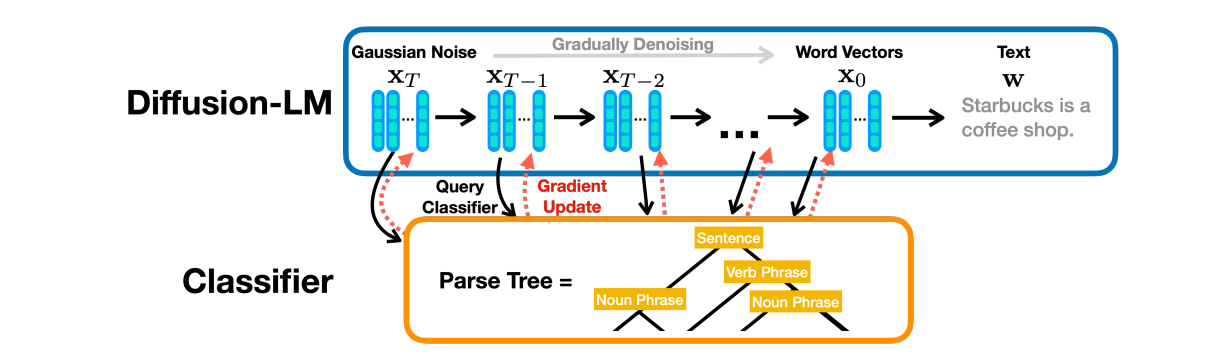 Gaussian Noise
Gradually Denoising
Word Vectors
Text
x_T
x_{T-1}
x_{T-2}
x_0
w
Diffusion-LM
...
...
...
...
...
Starbucks is a
coffee shop.
Query
Classifier
Gradient
Update
Classifier
Parse Tree =
Sentence
Verb Phrase
Noun Phrase
Noun Phrase